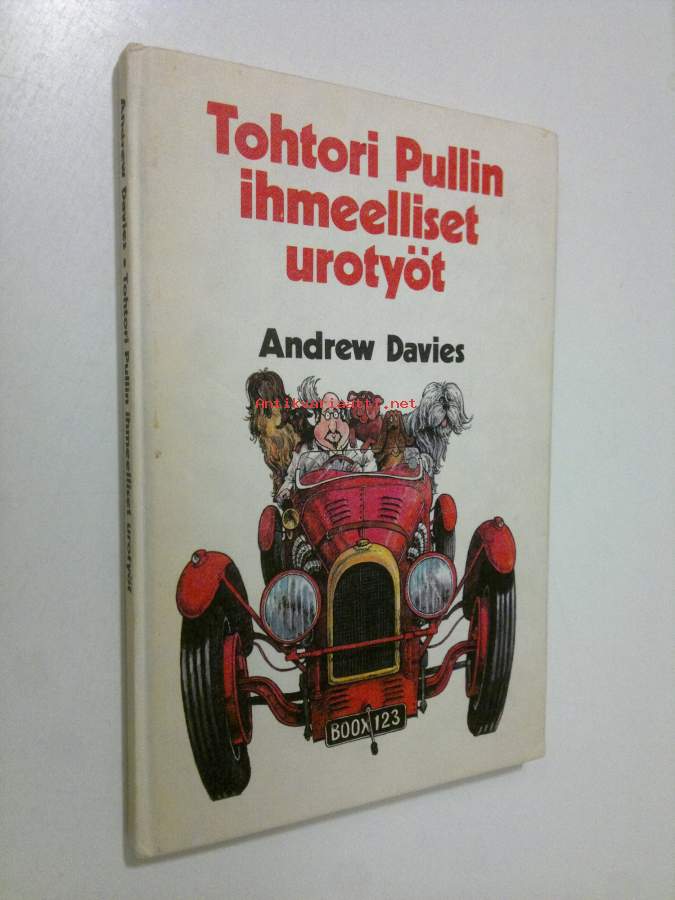 Tohtori Pullin
ihmeelliset
urotyöt
Andrew Davies
Antikvariaatti.net
BOOX 123
Andrew Davies • Tohtori Pullin ihmeelliset urotyöt